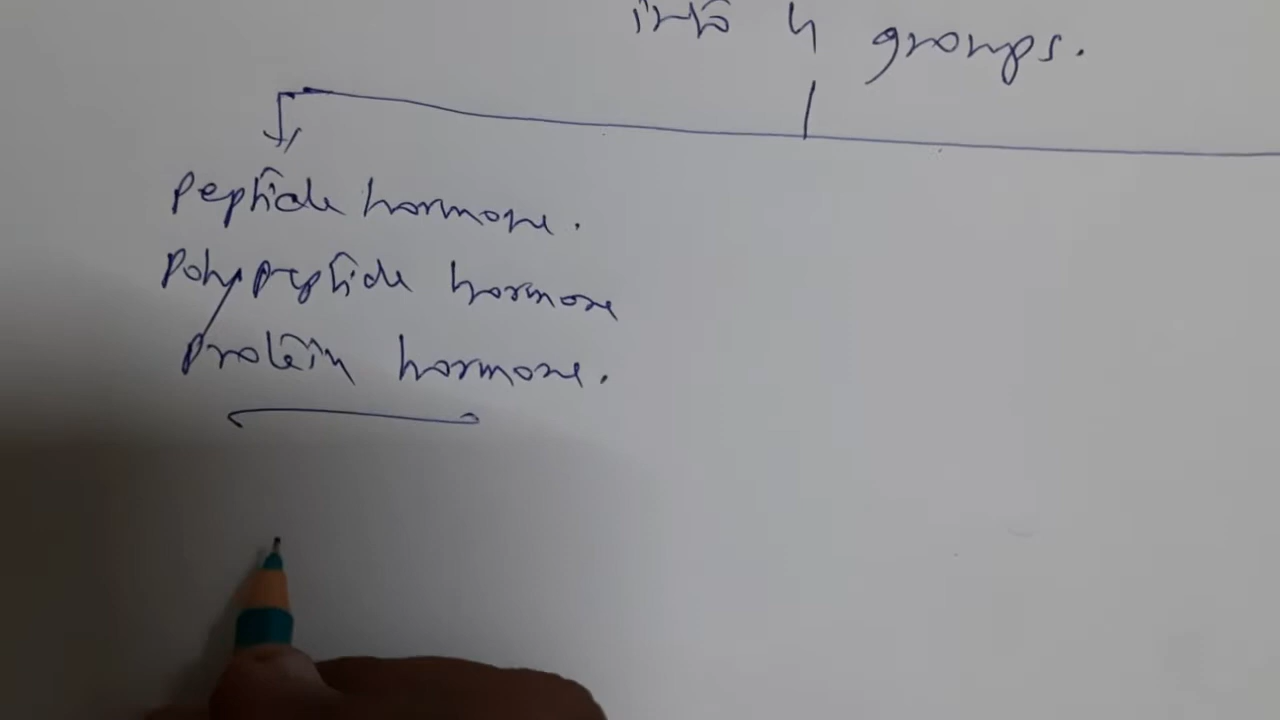 into 4 groups.
Peptide hormone.
Polypeptide hormone
Protein hormone.